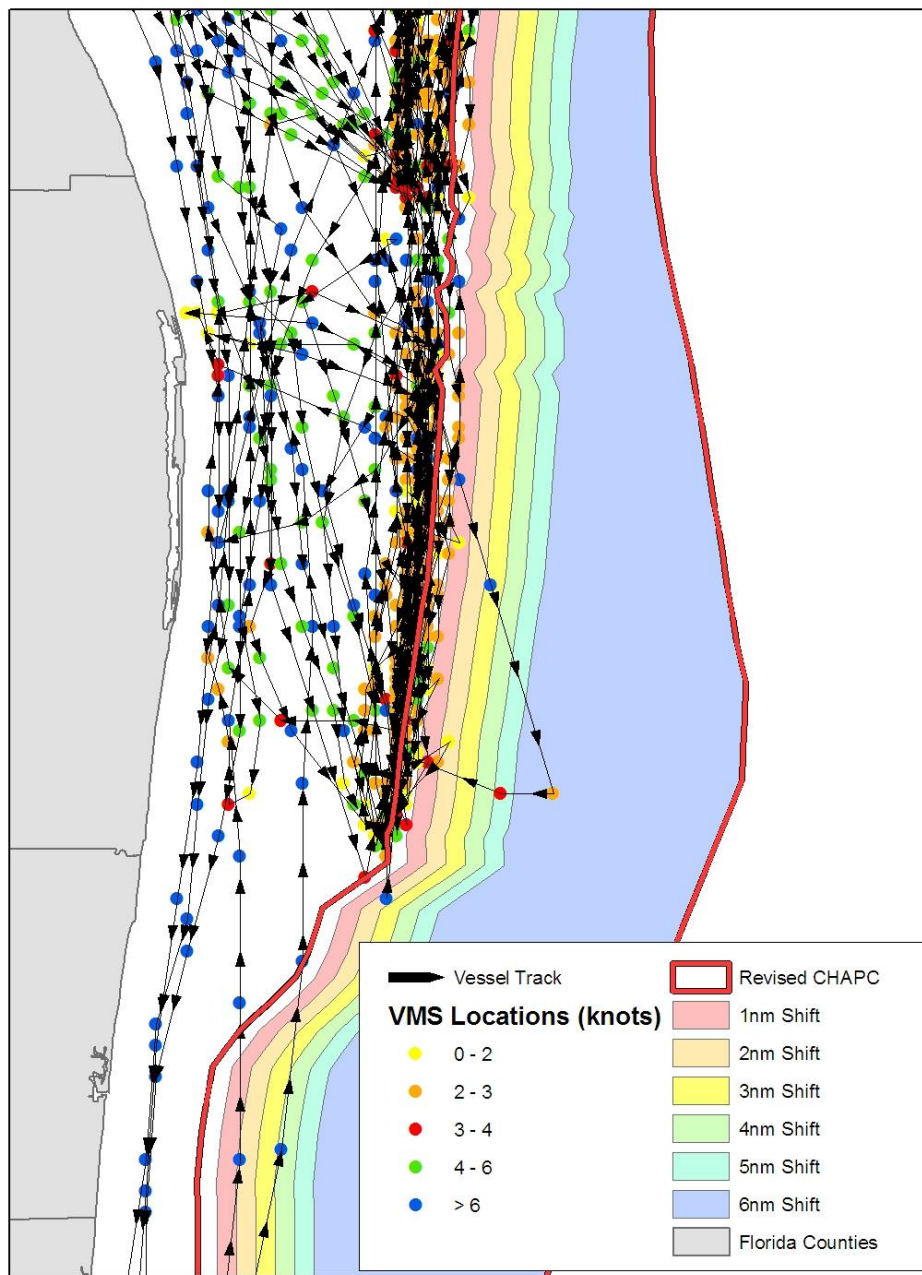 Vessel Track
VMS Locations (knots)
0 - 2
2 - 3
3 - 4
4 - 6
> 6
Revised CHAPC
1nm Shift
2nm Shift
3nm Shift
4nm Shift
5nm Shift
6nm Shift
Florida Counties